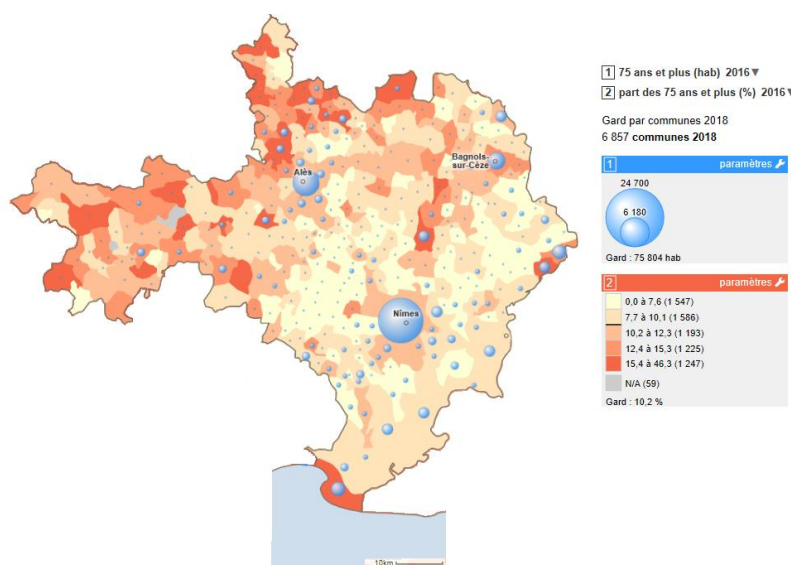 1 75 ans et plus (hab) 2016▼
2 part des 75 ans et plus (%) 2016▼
Gard par communes 2018
6 857 communes 2018
1 paramètres
24 700
6 180
Gard : 75 804 hab
2 paramètres
0,0 à 7,6 (1 547)
7,7 à 10,1 (1 586)
10,2 à 12,3 (1 193)
12,4 à 15,3 (1 225)
15,4 à 46,3 (1 247)
N/A (59)
Gard : 10,2 %
Bagnols-
sur-Cèze
Alès
Nîmes
10km